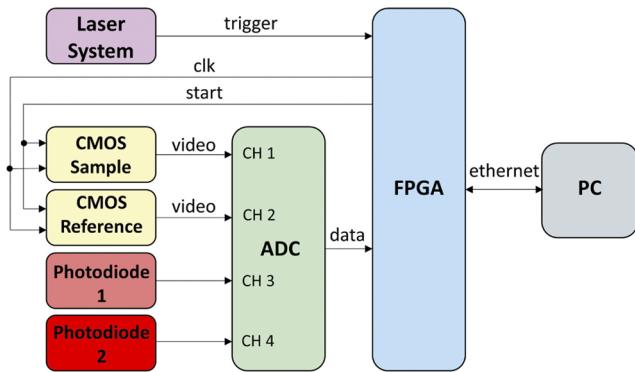 Laser
System
trigger
clk
start
CMOS
Sample
video
CH 1
CMOS
Reference
video
CH 2
ADC
data
FPGA
ethernet
PC
Photodiode
1
CH 3
Photodiode
2
CH 4